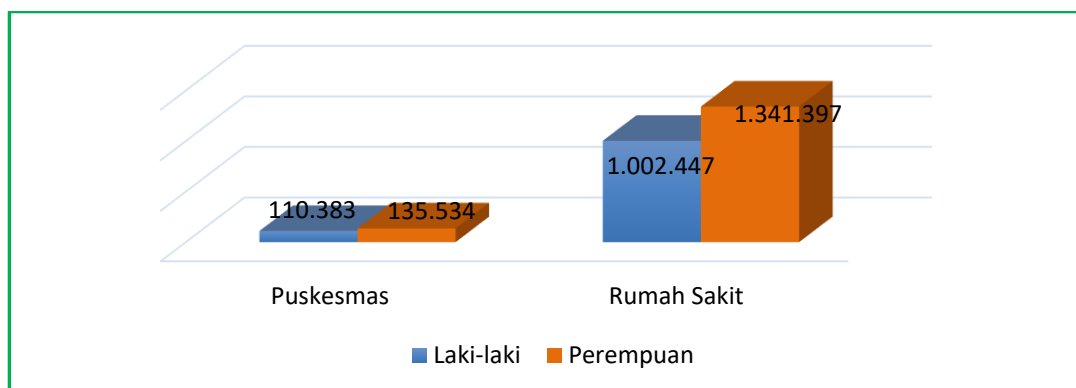 1.341.397
1.002.447
110.383 135.534
Puskesmas Rumah Sakit
Laki-laki Perempuan